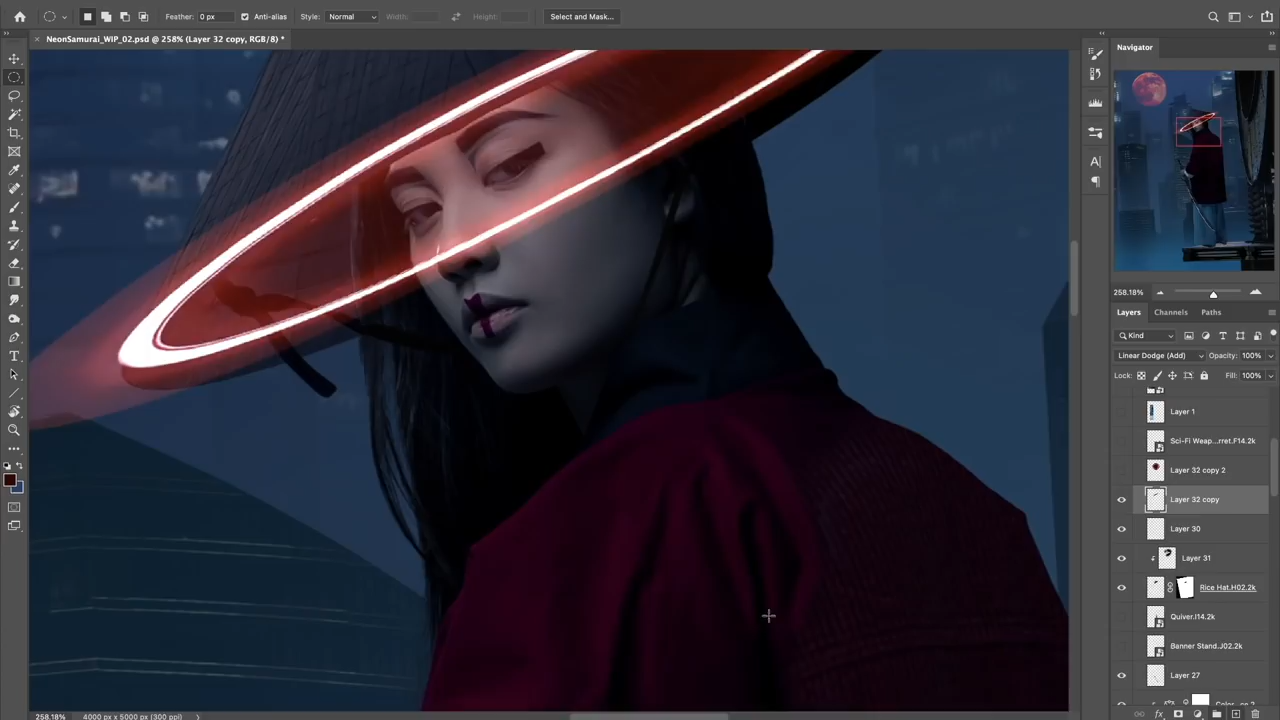 Feather: 0 px Anti-alias Style: Normal Width: Height: Select and Mask...
NeonSamurai_WIP_02.psd @ 258% (Layer 32 copy, RGB/8) *
Navigator
258.18%
Layers Channels Paths
Kind
Linear Dodge (Add) Opacity: 100%
Lock: Fill: 100%
Layer 1
Sci-Fi Weap...rret.F14.2k
Layer 32 copy 2
Layer 32 copy
Layer 30
Layer 31
Rice Hat.H02.2k
Quiver.I14.2k
Banner Stand.J02.2k
Layer 27
258.18% 4000 px x 5000 px (300 ppi)